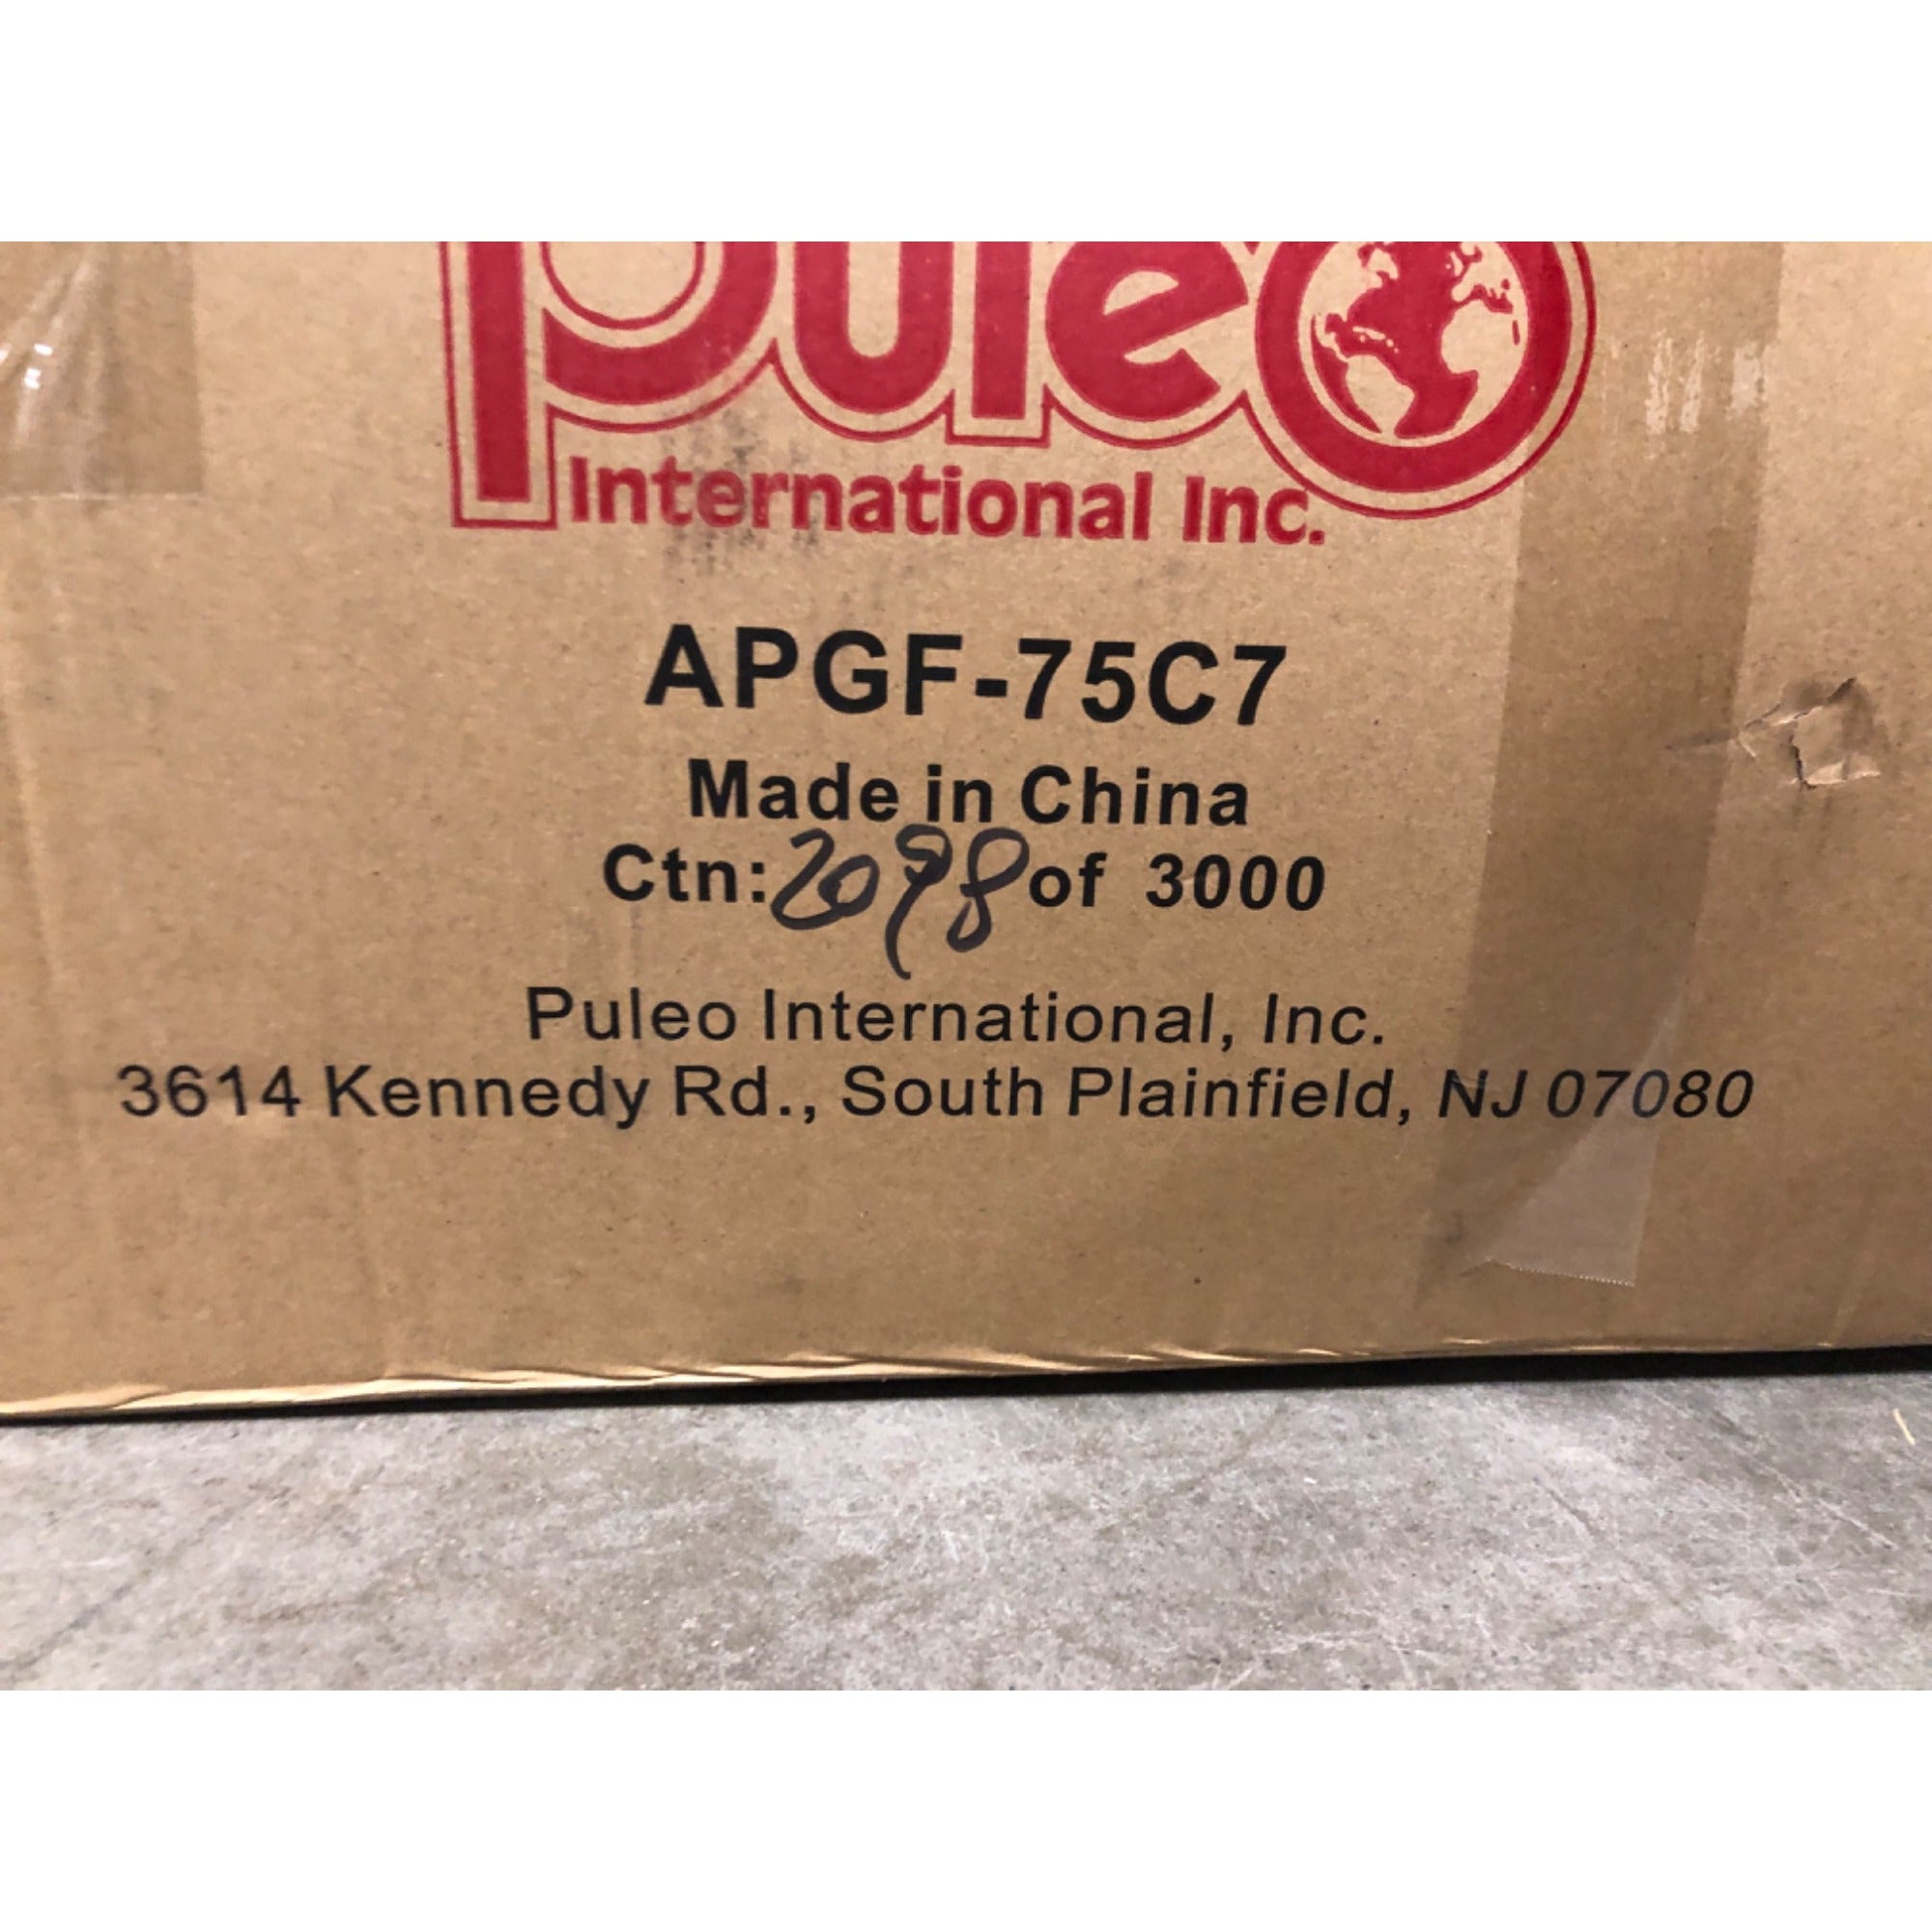 Puleo
International Inc.
APGF-75C7
Made in China
Ctn: 2098 of 3000
Puleo International, Inc.
3614 Kennedy Rd., South Plainfield, NJ 07080